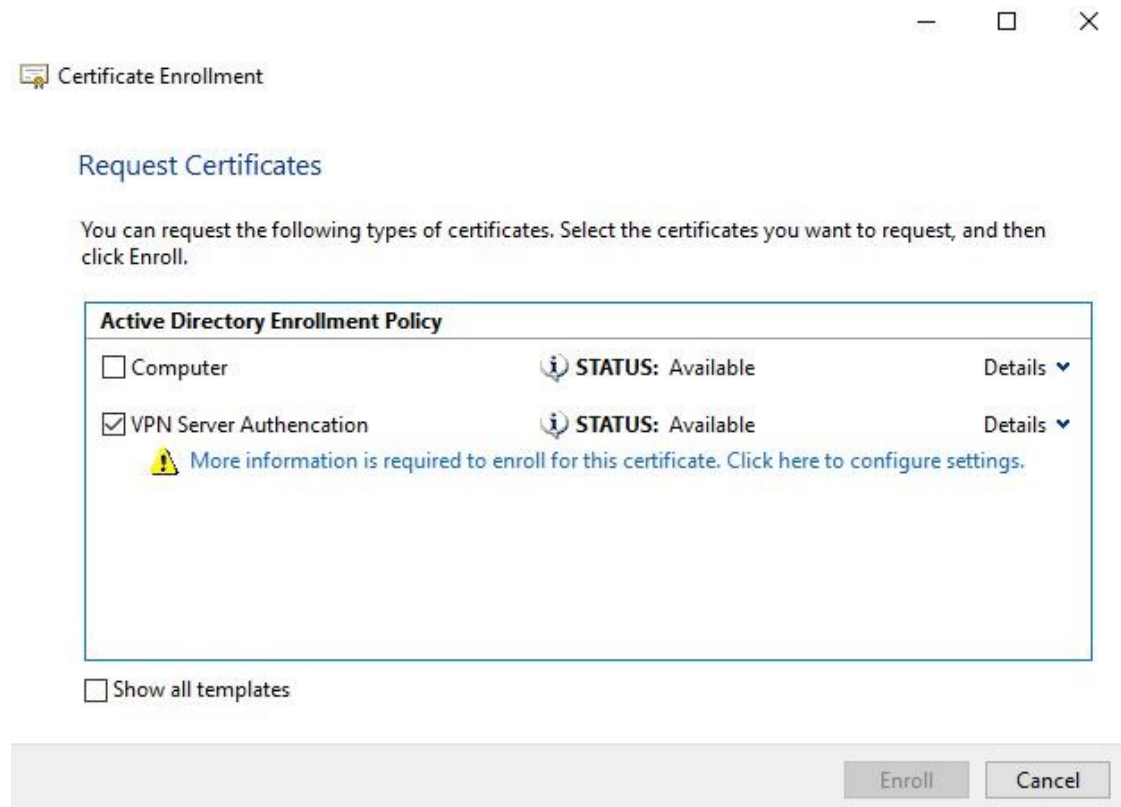 Certificate Enrollment
Request Certificates
You can request the following types of certificates. Select the certificates you want to request, and then
click Enroll.
Active Directory Enrollment Policy
Computer STATUS: Available Details
VPN Server Authencation STATUS: Available Details
More information is required to enroll for this certificate. Click here to configure settings.
Show all templates
Enroll Cancel